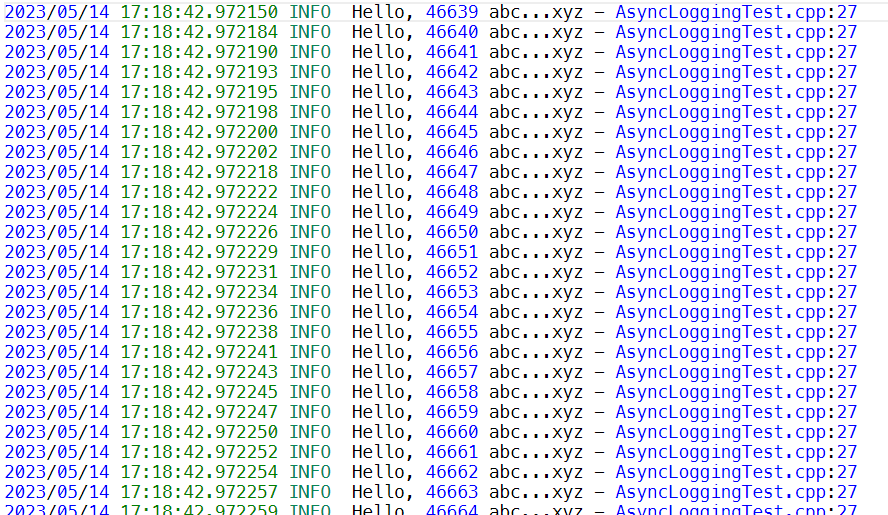 2023/05/14 17:18:42.972150 INFO  Hello, 46639 abc...xyz - AsyncLoggingTest.cpp:27
2023/05/14 17:18:42.972184 INFO  Hello, 46640 abc...xyz - AsyncLoggingTest.cpp:27
2023/05/14 17:18:42.972190 INFO  Hello, 46641 abc...xyz - AsyncLoggingTest.cpp:27
2023/05/14 17:18:42.972193 INFO  Hello, 46642 abc...xyz - AsyncLoggingTest.cpp:27
2023/05/14 17:18:42.972195 INFO  Hello, 46643 abc...xyz - AsyncLoggingTest.cpp:27
2023/05/14 17:18:42.972198 INFO  Hello, 46644 abc...xyz - AsyncLoggingTest.cpp:27
2023/05/14 17:18:42.972200 INFO  Hello, 46645 abc...xyz - AsyncLoggingTest.cpp:27
2023/05/14 17:18:42.972202 INFO  Hello, 46646 abc...xyz - AsyncLoggingTest.cpp:27
2023/05/14 17:18:42.972218 INFO  Hello, 46647 abc...xyz - AsyncLoggingTest.cpp:27
2023/05/14 17:18:42.972222 INFO  Hello, 46648 abc...xyz - AsyncLoggingTest.cpp:27
2023/05/14 17:18:42.972224 INFO  Hello, 46649 abc...xyz - AsyncLoggingTest.cpp:27
2023/05/14 17:18:42.972226 INFO  Hello, 46650 abc...xyz - AsyncLoggingTest.cpp:27
2023/05/14 17:18:42.972229 INFO  Hello, 46651 abc...xyz - AsyncLoggingTest.cpp:27
2023/05/14 17:18:42.972231 INFO  Hello, 46652 abc...xyz - AsyncLoggingTest.cpp:27
2023/05/14 17:18:42.972234 INFO  Hello, 46653 abc...xyz - AsyncLoggingTest.cpp:27
2023/05/14 17:18:42.972236 INFO  Hello, 46654 abc...xyz - AsyncLoggingTest.cpp:27
2023/05/14 17:18:42.972238 INFO  Hello, 46655 abc...xyz - AsyncLoggingTest.cpp:27
2023/05/14 17:18:42.972241 INFO  Hello, 46656 abc...xyz - AsyncLoggingTest.cpp:27
2023/05/14 17:18:42.972243 INFO  Hello, 46657 abc...xyz - AsyncLoggingTest.cpp:27
2023/05/14 17:18:42.972245 INFO  Hello, 46658 abc...xyz - AsyncLoggingTest.cpp:27
2023/05/14 17:18:42.972247 INFO  Hello, 46659 abc...xyz - AsyncLoggingTest.cpp:27
2023/05/14 17:18:42.972250 INFO  Hello, 46660 abc...xyz - AsyncLoggingTest.cpp:27
2023/05/14 17:18:42.972252 INFO  Hello, 46661 abc...xyz - AsyncLoggingTest.cpp:27
2023/05/14 17:18:42.972254 INFO  Hello, 46662 abc...xyz - AsyncLoggingTest.cpp:27
2023/05/14 17:18:42.972257 INFO  Hello, 46663 abc...xyz - AsyncLoggingTest.cpp:27
2023/05/14 17:18:42.972259 INFO  Hello, 46664 abc...xyz - AsyncLoggingTest.cpp:27